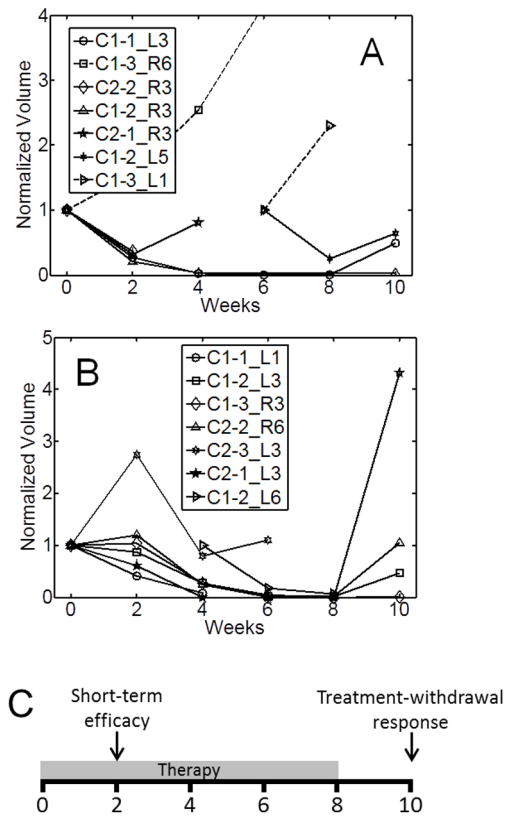 4
C1-1_L3
C1-3_R6
C2-2_R3
C1-2_R3
C2-1_R3
C1-2_L5
C1-3_L1
A
3
2
1
0
Normalized Volume
0 2 4 6 8 10
Weeks
5
B
C1-1_L1
C1-2_L3
C1-3_R3
C2-2_R6
C2-3_L3
C2-1_L3
C1-2_L6
4
3
2
1
0
Normalized Volume
0 2 4 6 8 10
Weeks
C
Short-term
efficacy
Treatment-withdrawal
response
Therapy
0 2 4 6 8 10